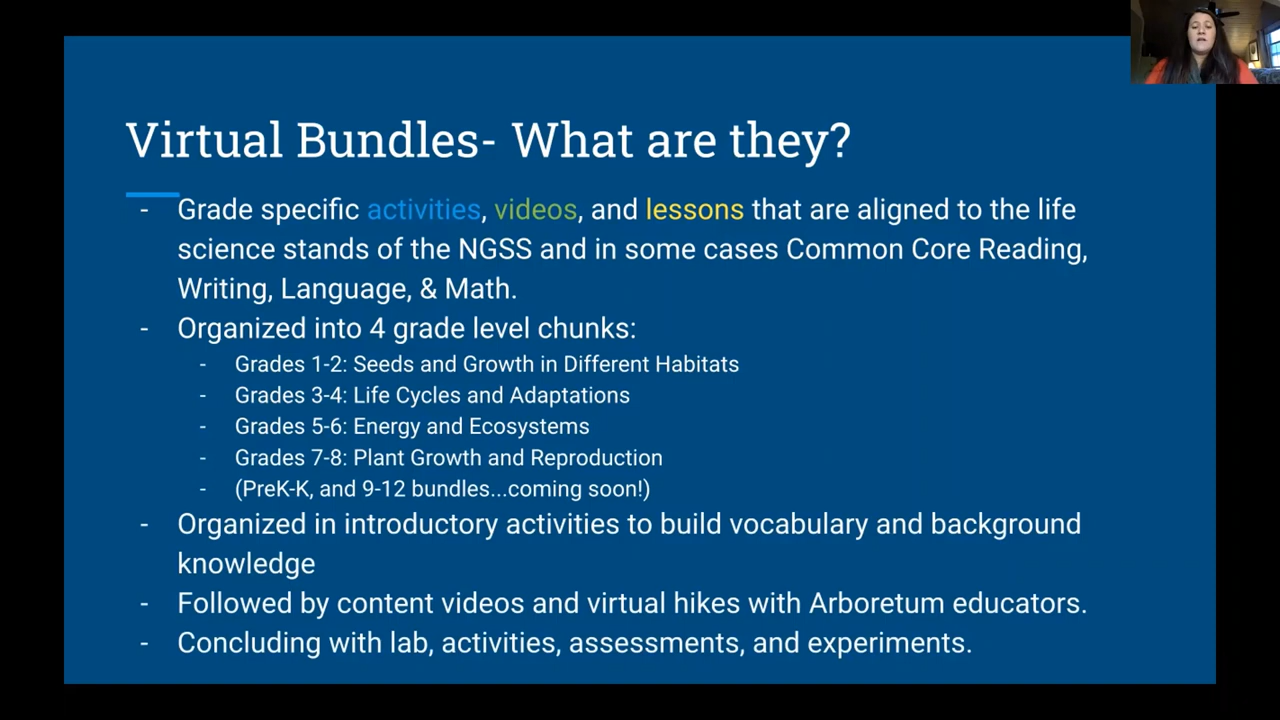 Virtual Bundles- What are they?
- Grade specific activities, videos, and lessons that are aligned to the life
science stands of the NGSS and in some cases Common Core Reading,
Writing, Language, & Math.
- Organized into 4 grade level chunks:
- Grades 1-2: Seeds and Growth in Different Habitats
- Grades 3-4: Life Cycles and Adaptations
- Grades 5-6: Energy and Ecosystems
- Grades 7-8: Plant Growth and Reproduction
- (PreK-K, and 9-12 bundles...coming soon!)
- Organized in introductory activities to build vocabulary and background
knowledge
- Followed by content videos and virtual hikes with Arboretum educators.
- Concluding with lab, activities, assessments, and experiments.